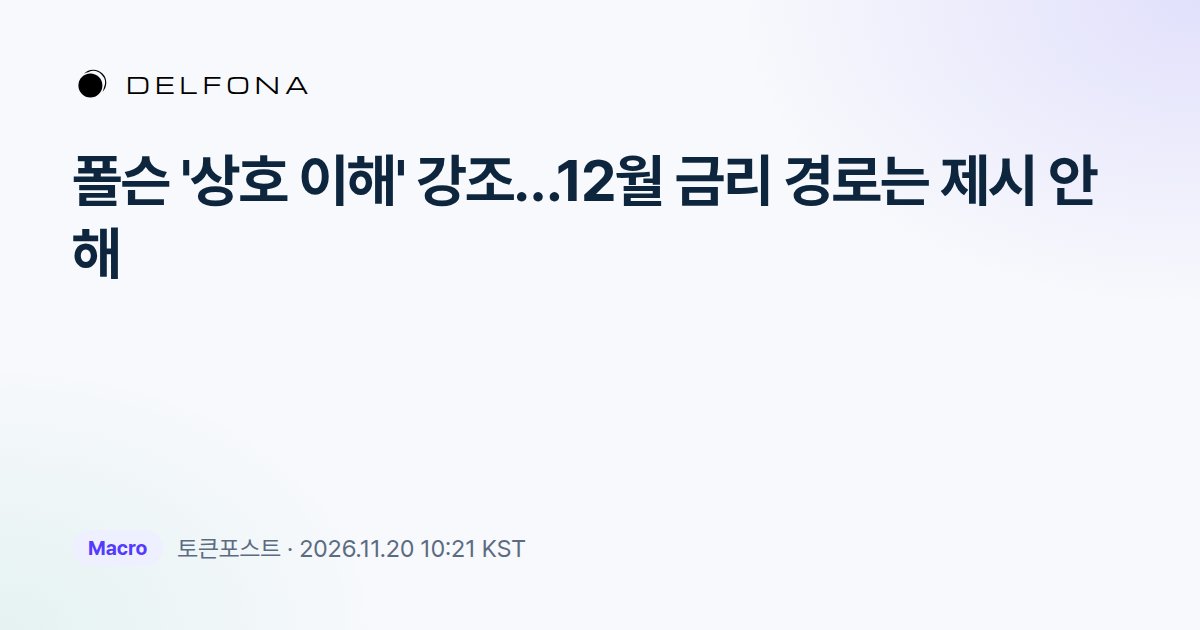 DELFONA
폴슨 '상호 이해' 강조…12월 금리 경로는 제시 안
해
Macro 토큰포스트 · 2026.11.20 10:21 KST